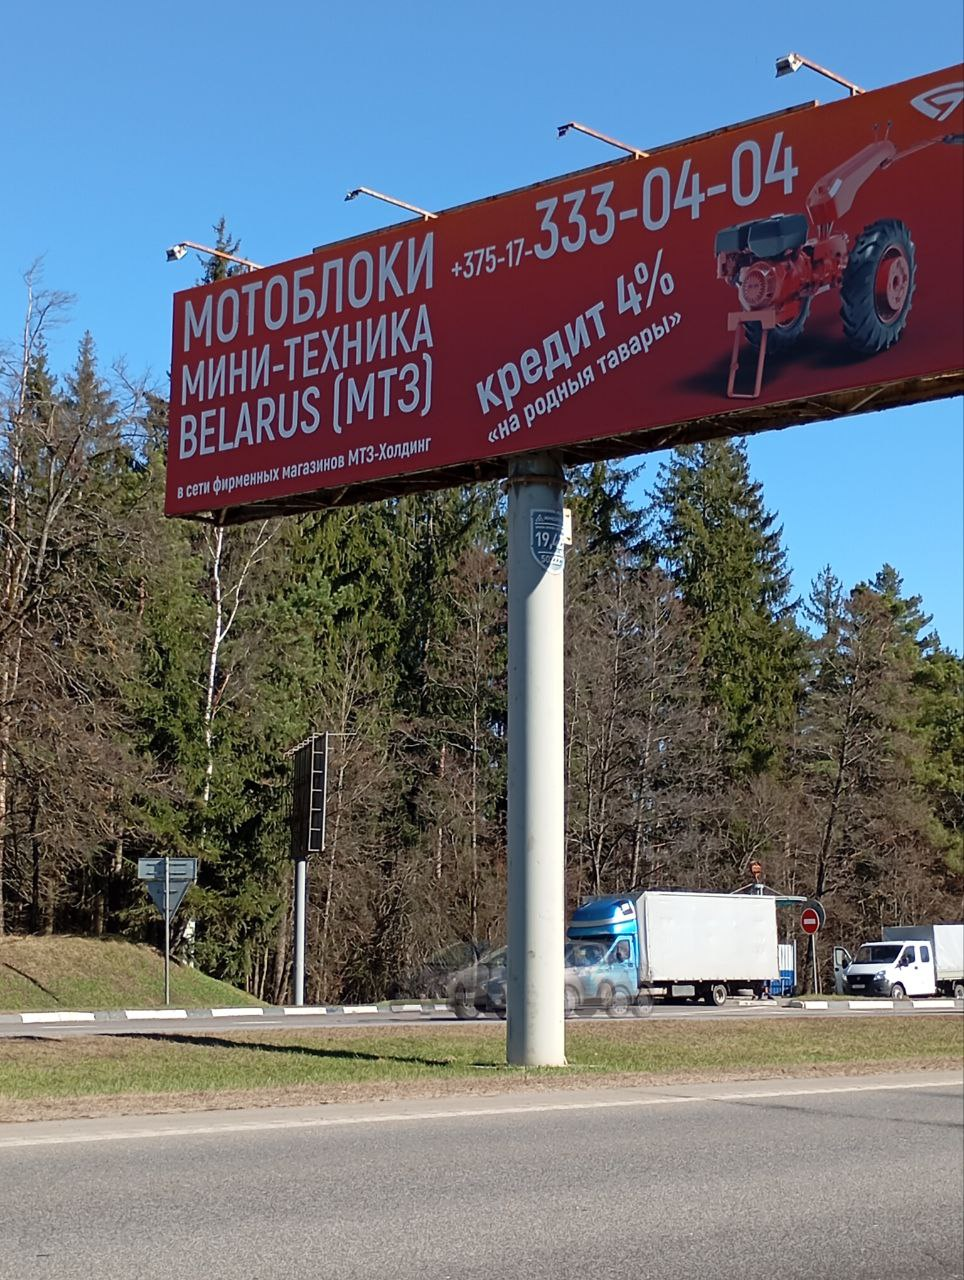 МОТОБЛОКИ
МИНИ-ТЕХНИКА
BELARUS (МТЗ)
в сети фирменных магазинов МТЗ-Холдинг
+375-17-333-04-04
кредит 4%
«на родныя тавары»